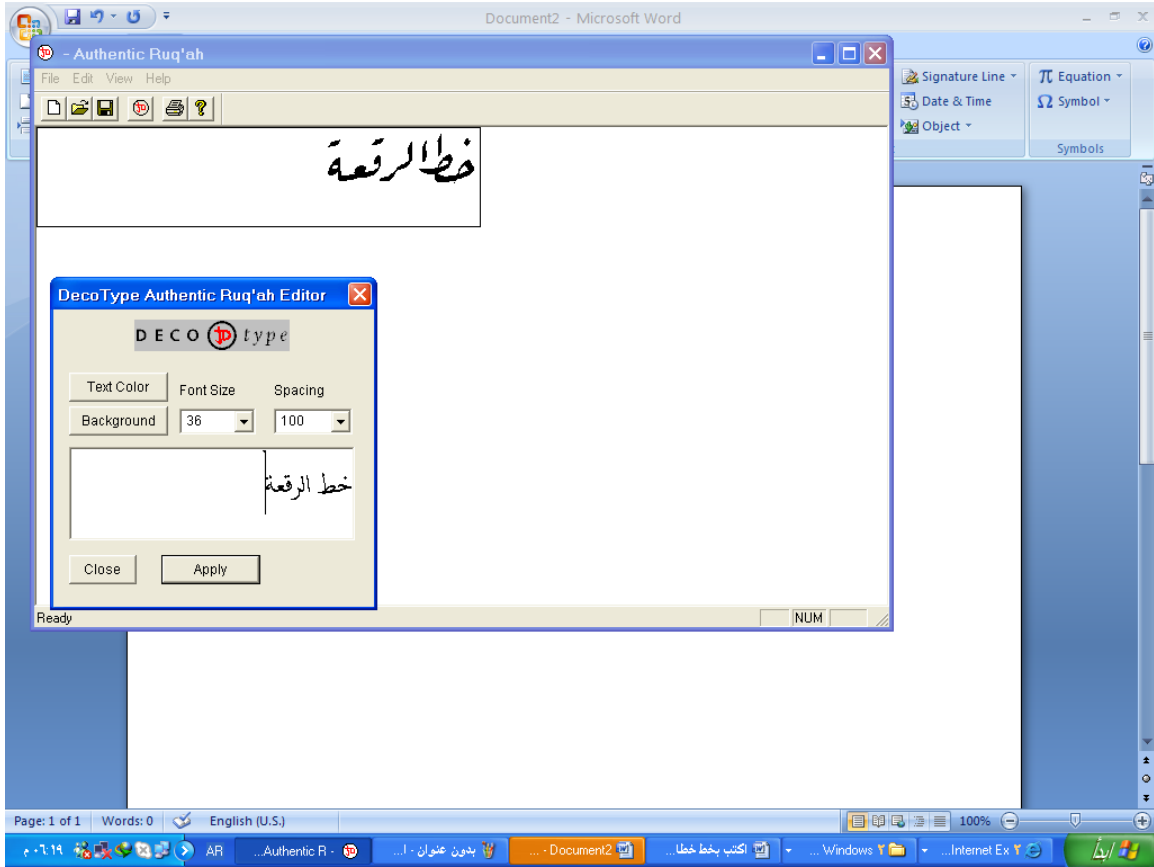 Document2 - Microsoft Word
- Authentic Ruq'ah
File Edit View Help
Signature Line
π Equation
Date & Time
Ω Symbol
Object
Symbols
خط الرقعة
DecoType Authentic Ruq'ah Editor
DECO type
Text Color
Font Size
Spacing
Background
36
100
خط الرقعة
Close
Apply
Ready
NUM
Page: 1 of 1
Words: 0
English (U.S.)
100%
ابدأ
...Internet Ex ٢
... Windows ٢
اكتب بخط خطا...
... - Document2
بدون عنوان - ا...
...Authentic R -
AR
٠٦:١٩ م